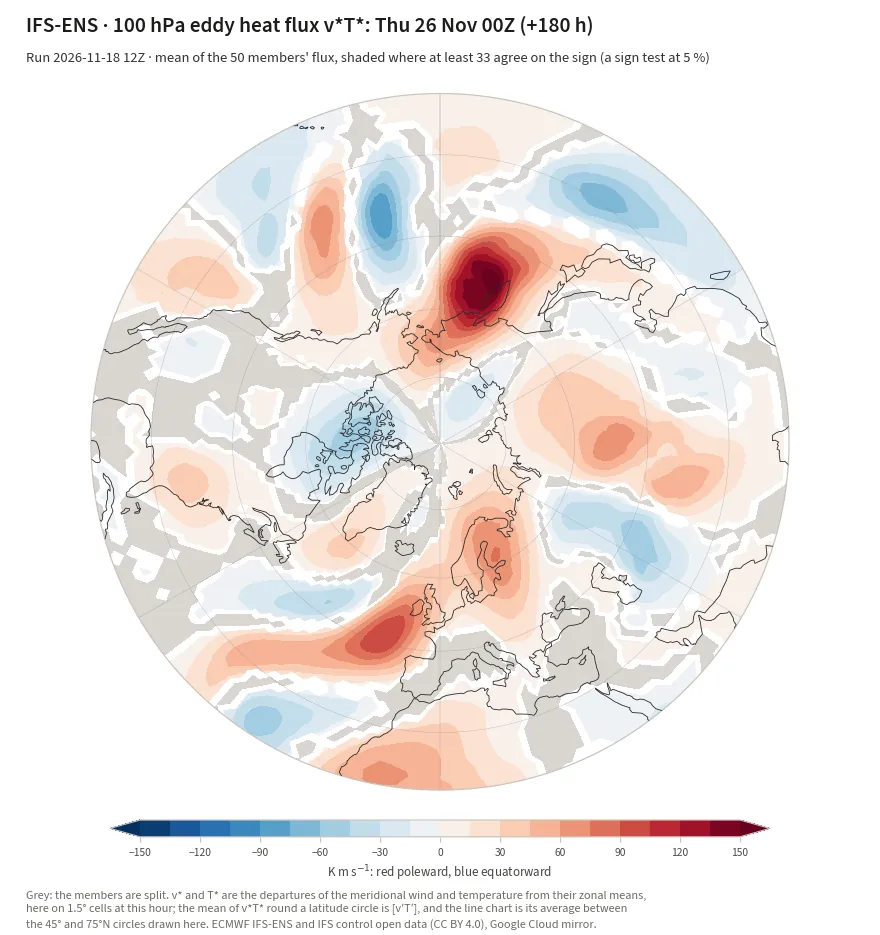 IFS-ENS · 100 hPa eddy heat flux v*T*: Thu 26 Nov 00Z (+180 h)
Run 2026-11-18 12Z · mean of the 50 members' flux, shaded where at least 33 agree on the sign (a sign test at 5 %)
−150 −120 −90 −60 −30 0 30 60 90 120 150
K m s⁻¹: red poleward, blue equatorward
Grey: the members are split. v* and T* are the departures of the meridional wind and temperature from their zonal means,
here on 1.5° cells at this hour; the mean of v*T* round a latitude circle is [v'T'], and the line chart is its average between
the 45° and 75°N circles drawn here. ECMWF IFS-ENS and IFS control open data (CC BY 4.0), Google Cloud mirror.